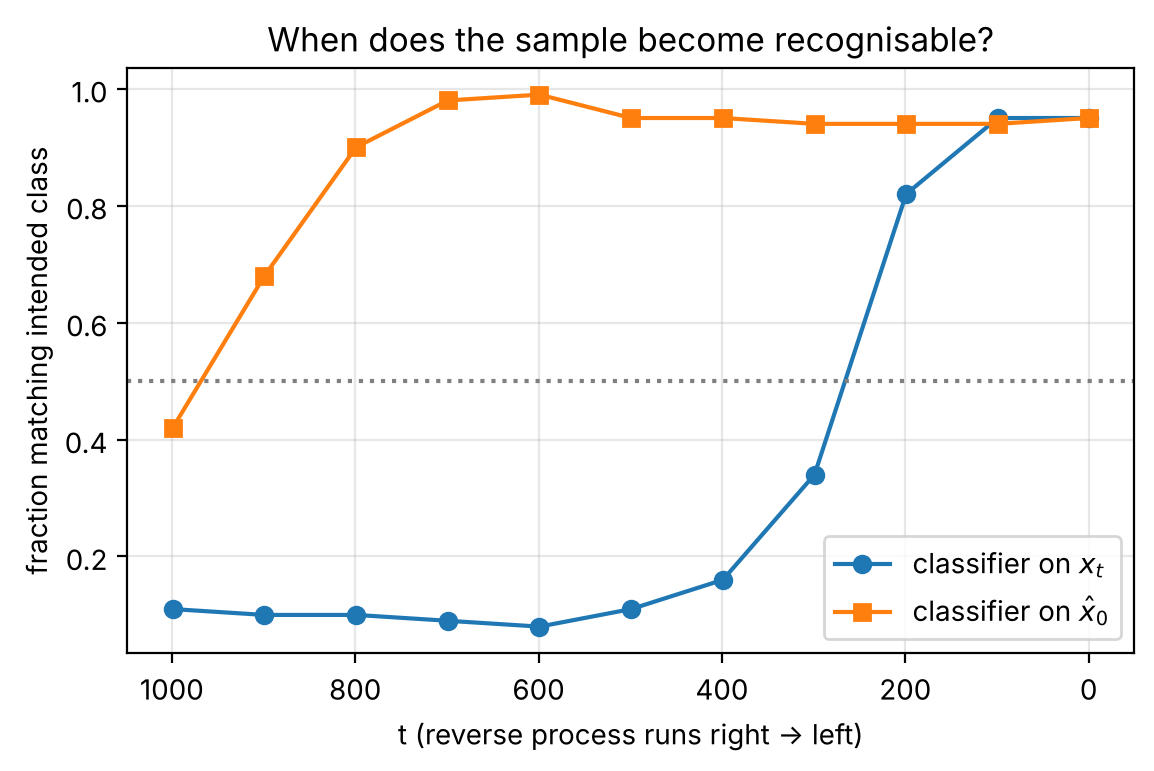 When does the sample become recognisable?
fraction matching intended class
1.0
0.8
0.6
0.4
0.2
classifier on x_t
classifier on x̂_0
1000 800 600 400 200 0
t (reverse process runs right → left)